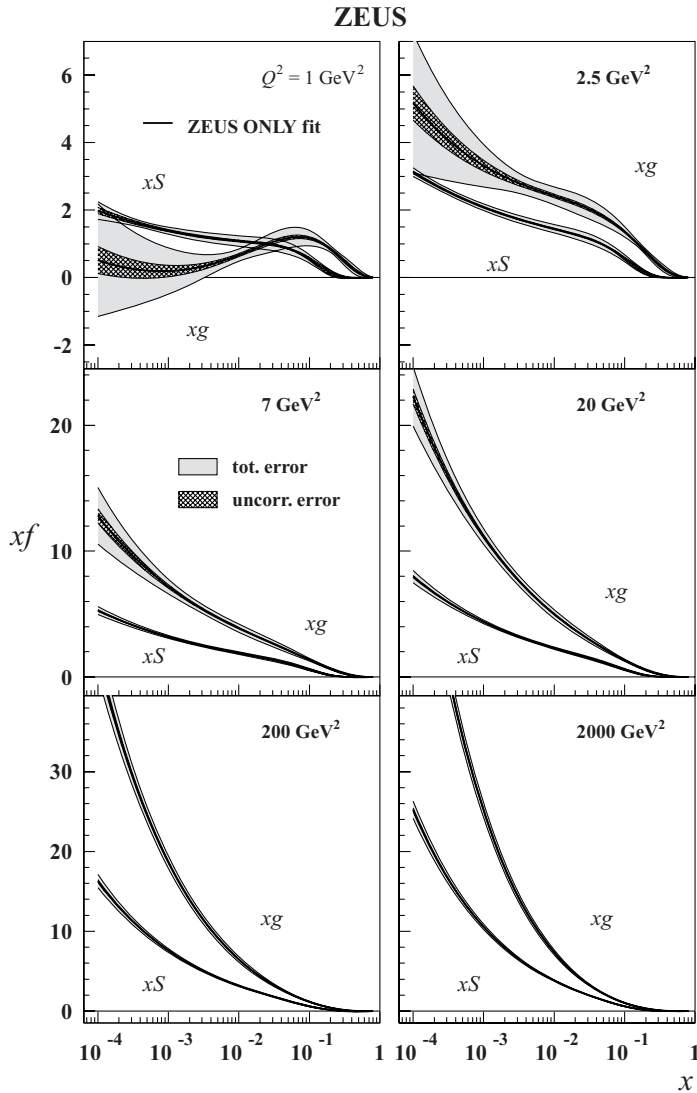 ZEUS
Q² = 1 GeV²
ZEUS ONLY fit
xS
xg
6
4
2
0
-2
2.5 GeV²
xg
xS
7 GeV²
tot. error
uncorr. error
xg
xS
20
10
0
20 GeV²
xg
xS
xf
200 GeV²
xg
xS
30
20
10
0
2000 GeV²
xg
xS
10⁻⁴ 10⁻³ 10⁻² 10⁻¹ 1
10⁻⁴ 10⁻³ 10⁻² 10⁻¹ 1
x